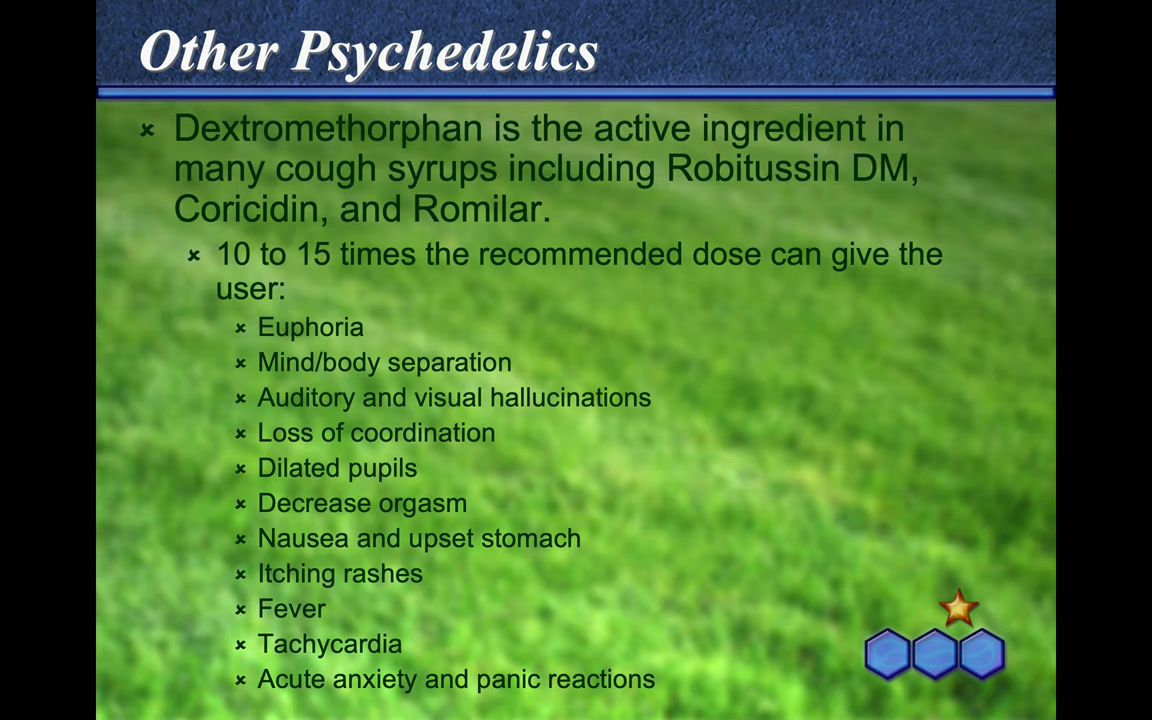 Other Psychedelics
Dextromethorphan is the active ingredient in
many cough syrups including Robitussin DM,
Coricidin, and Romilar.
10 to 15 times the recommended dose can give the
user:
Euphoria
Mind/body separation
Auditory and visual hallucinations
Loss of coordination
Dilated pupils
Decrease orgasm
Nausea and upset stomach
Itching rashes
Fever
Tachycardia
Acute anxiety and panic reactions